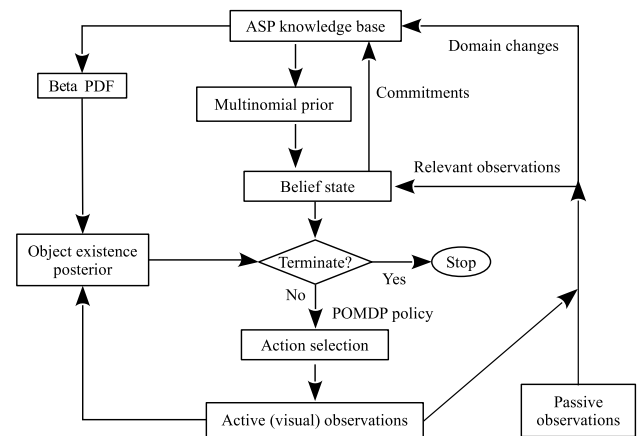 ASP knowledge base
Domain changes
Beta PDF
Commitments
Multinomial prior
Relevant observations
Belief state
Object existence
posterior
Terminate?
Stop
Yes
No
POMDP policy
Action selection
Active (visual) observations
Passive
observations